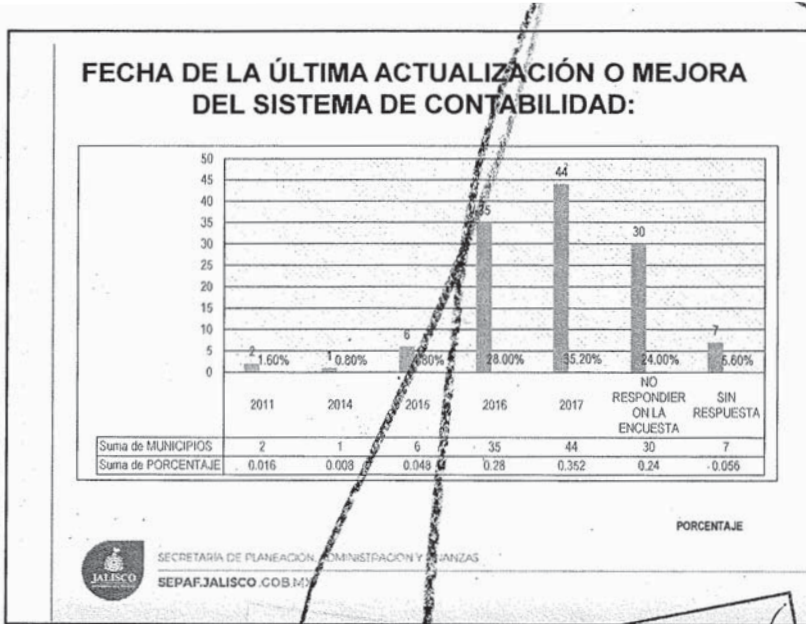 FECHA DE LA ÚLTIMA ACTUALIZACIÓN O MEJORA
DEL SISTEMA DE CONTABILIDAD:
50
45
40
35
30
25
20
15
10
5
0
2
1.60%
1
0.80%
6
35
28.00%
44
35.20%
30
24.00%
7
5.60%
2011
2014
2015
2016
2017
NO
RESPONDIER
ON LA
ENCUESTA
SIN
RESPUESTA
Suma de MUNICIPIOS 2 1 6 35 44 30 7
Suma de PORCENTAJE 0.016 0.008 0.048 0.28 0.352 0.24 0.056
PORCENTAJE
JALISCO
SECRETARÍA DE PLANEACIÓN, ADMINISTRACIÓN Y FINANZAS
SEPAF.JALISCO.GOB.MX